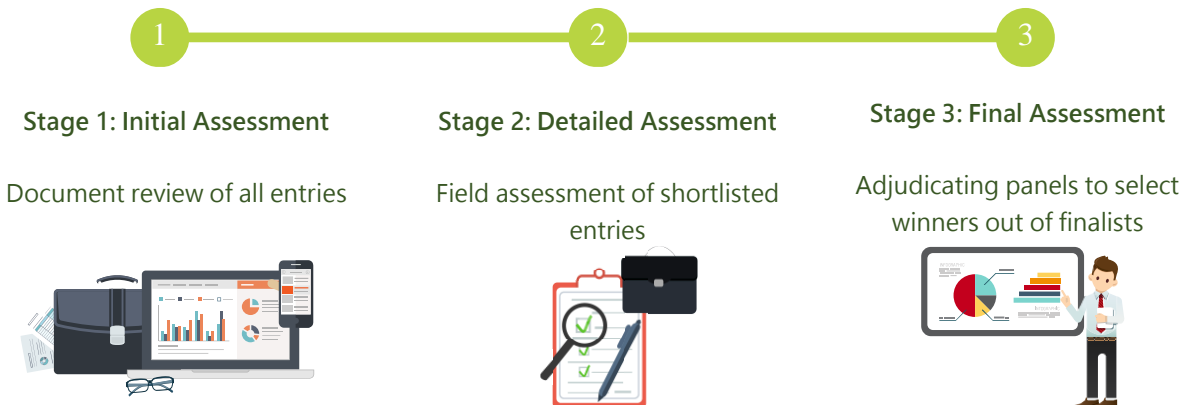 1
2
3
Stage 1: Initial Assessment
Document review of all entries
Stage 2: Detailed Assessment
Field assessment of shortlisted
entries
Stage 3: Final Assessment
Adjudicating panels to select
winners out of finalists
INFOGRAPHIC